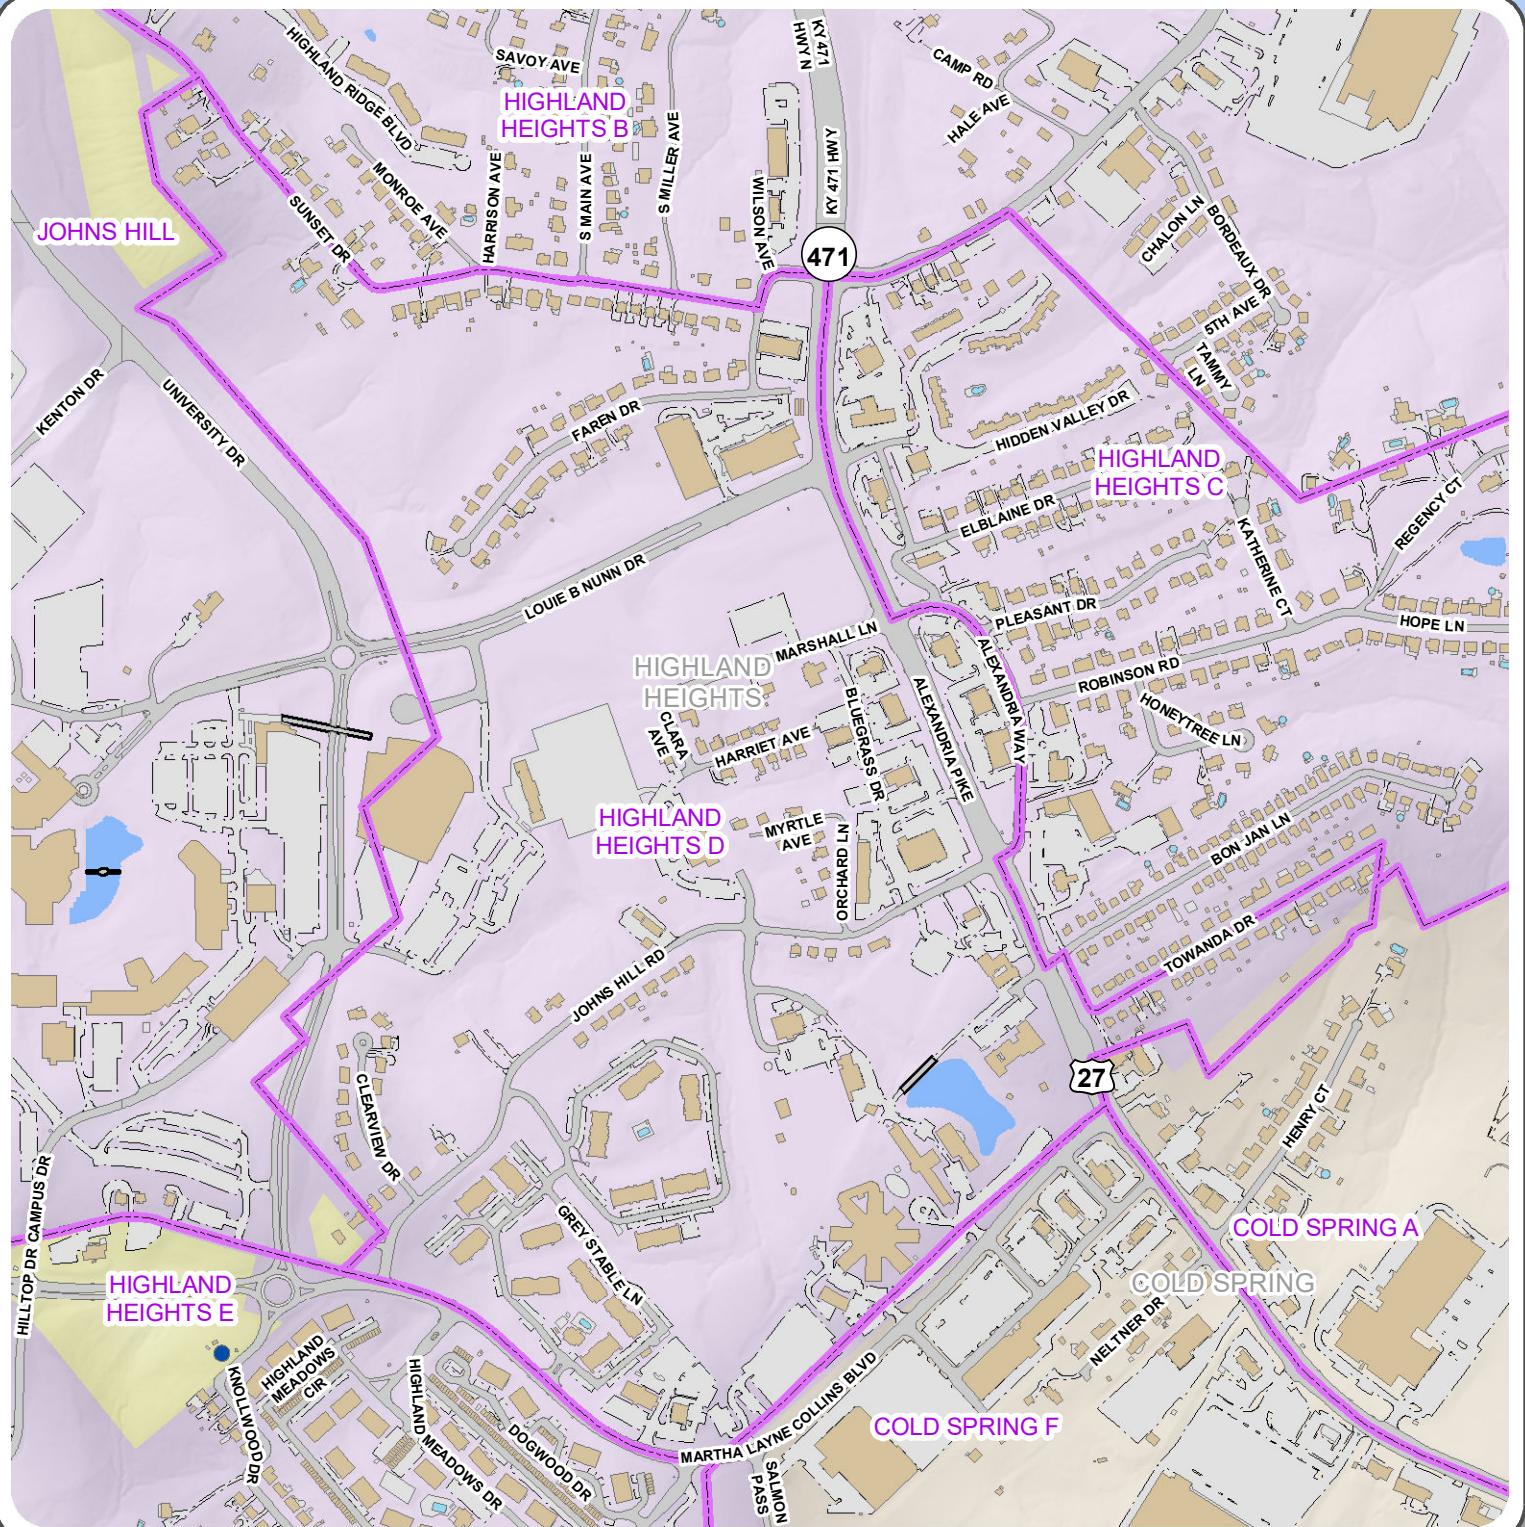 HIGHLAND RIDGE BLVD
SAVOY AVE
HIGHLAND
HEIGHTS B
HARRISON AVE
S MAIN AVE
S MILLER AVE
MONROE AVE
SUNSET DR
WILSON AVE
KY 471
HWY N
KY 471 HWY
471
CAMP RD
HALE AVE
CHALON LN
BORDEAUX DR
5TH AVE
TAMMY
LN
JOHNS HILL
KENTON DR
UNIVERSITY DR
FAREN DR
HIDDEN VALLEY DR
HIGHLAND
HEIGHTS C
ELBLAINE DR
KATHERINE CT
REGENCY CT
HOPE LN
LOUIE B NUNN DR
PLEASANT DR
ROBINSON RD
HONEYTREE LN
MARSHALL LN
HIGHLAND
HEIGHTS
CLARA
AVE
HARRIET AVE
BLUEGRASS DR
ALEXANDRIA PIKE
ALEXANDRIA WAY
HIGHLAND
HEIGHTS D
MYRTLE
AVE
ORCHARD LN
BON JAN LN
TOWANDA DR
JOHNS HILL RD
27
CLEARVIEW DR
HENRY CT
HILLTOP DR CAMPUS DR
GREY STABLE LN
COLD SPRING A
COLD SPRING
HIGHLAND
HEIGHTS E
NELTNER DR
HIGHLAND
MEADOWS
CIR
KNOLLWOOD DR
HIGHLAND MEADOWS DR
DOGWOOD DR
MARTHA LAYNE COLLINS BLVD
COLD SPRING F
SALMON
PASS